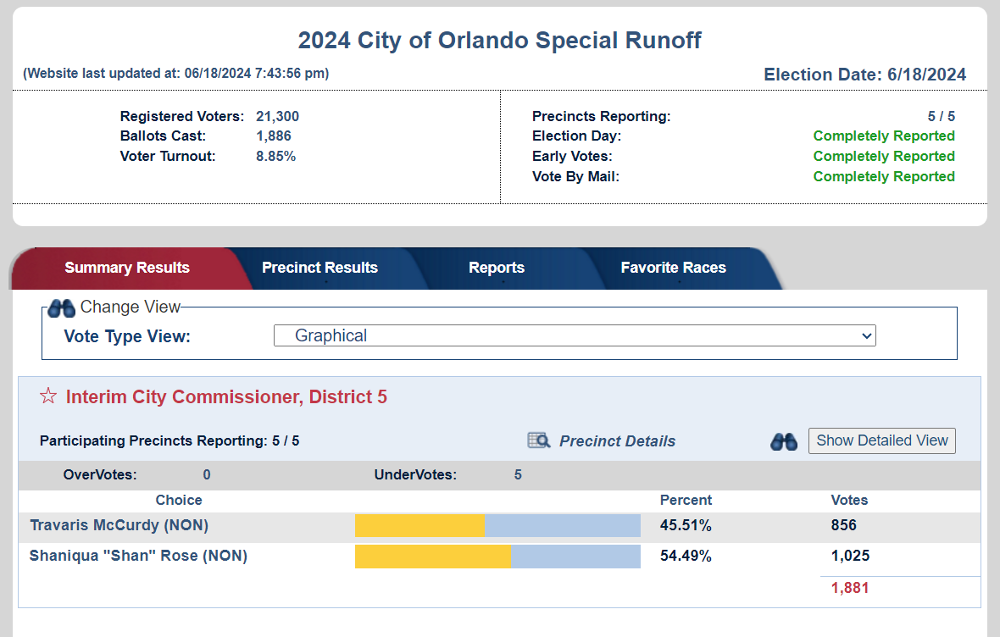 2024 City of Orlando Special Runoff
(Website last updated at: 06/18/2024 7:43:56 pm)
Election Date: 6/18/2024
Registered Voters: 21,300
Ballots Cast: 1,886
Voter Turnout: 8.85%
Precincts Reporting: 5 / 5
Election Day: Completely Reported
Early Votes: Completely Reported
Vote By Mail: Completely Reported
Summary Results Precinct Results Reports Favorite Races
Change View
Vote Type View: Graphical
Interim City Commissioner, District 5
Participating Precincts Reporting: 5 / 5 Precinct Details Show Detailed View
OverVotes: 0 UnderVotes: 5
Choice Percent Votes
Travaris McCurdy (NON) 45.51% 856
Shaniqua "Shan" Rose (NON) 54.49% 1,025
1,881